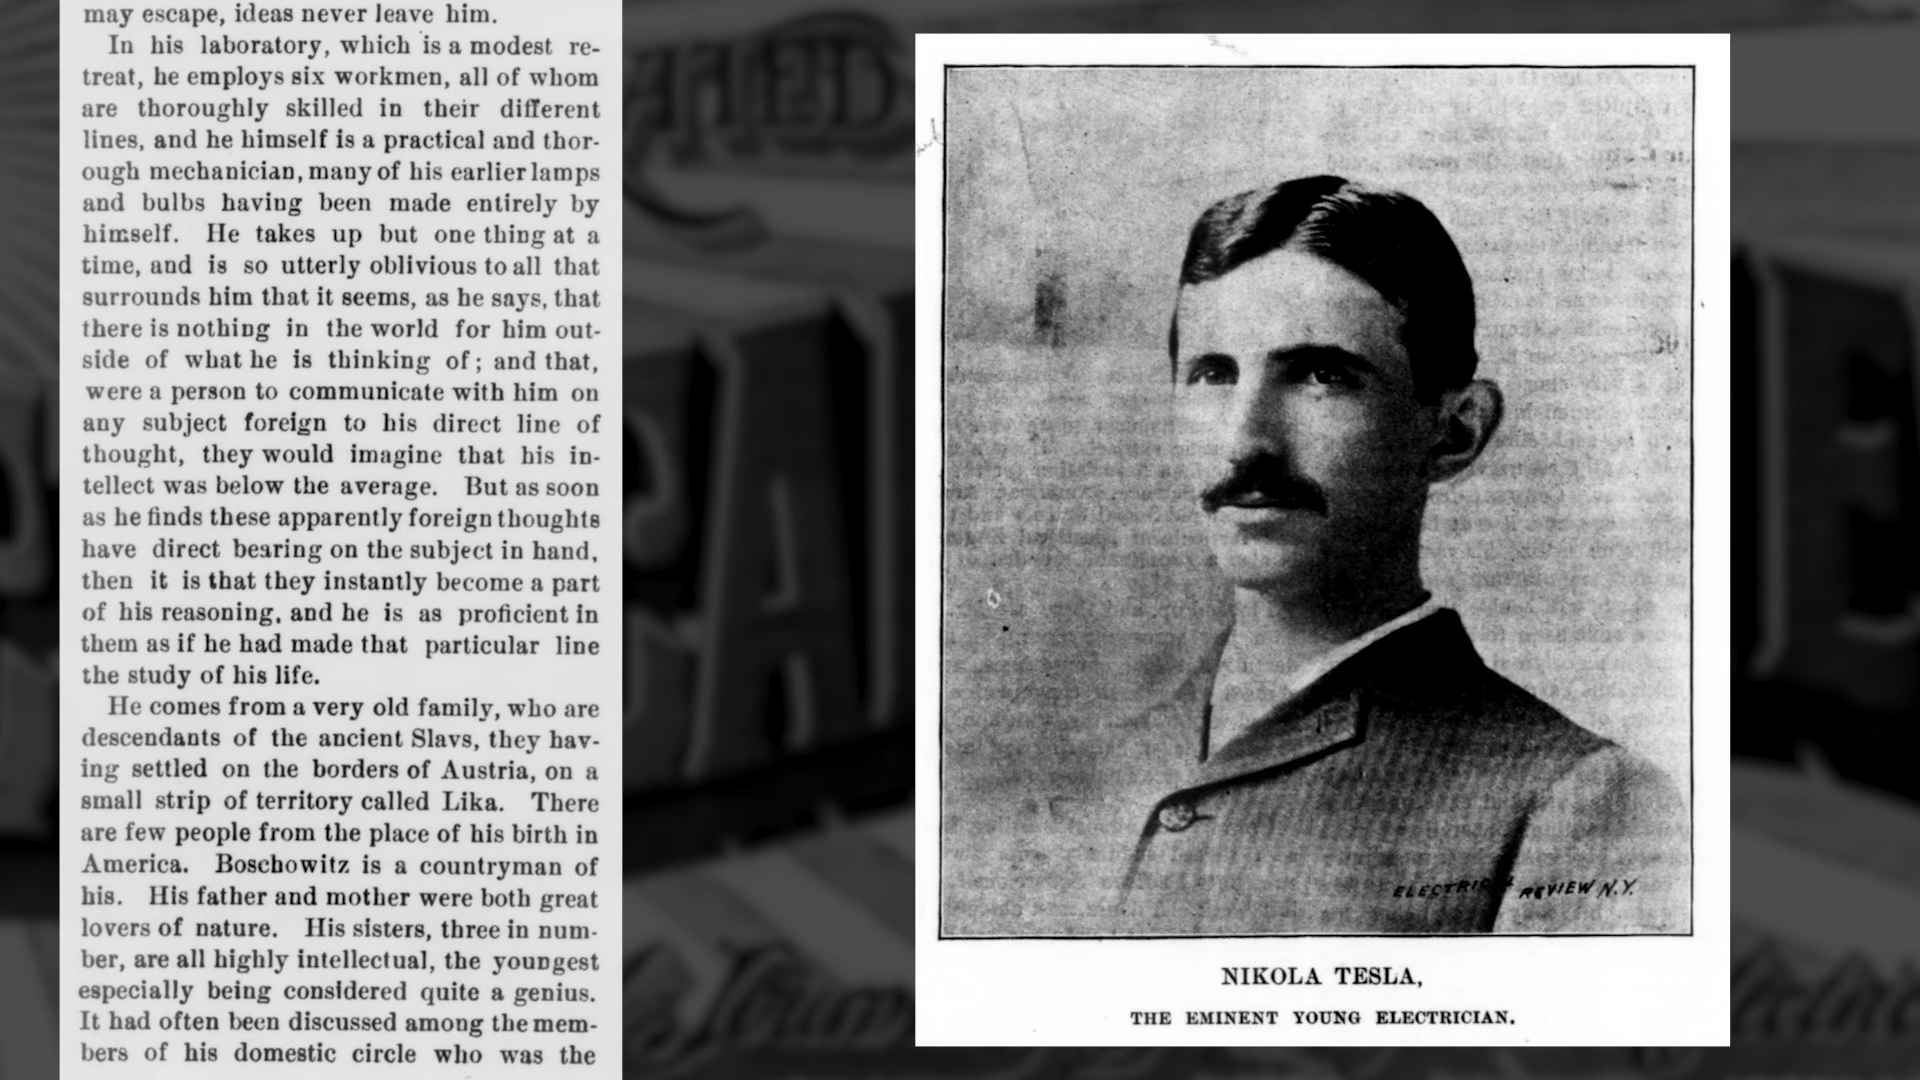 may escape, ideas never leave him.
In his laboratory, which is a modest re-
treat, he employs six workmen, all of whom
are thoroughly skilled in their different
lines, and he himself is a practical and thor-
ough mechanician, many of his earlier lamps
and bulbs having been made entirely by
himself. He takes up but one thing at a
time, and is so utterly oblivious to all that
surrounds him that it seems, as he says, that
there is nothing in the world for him out-
side of what he is thinking of; and that,
were a person to communicate with him on
any subject foreign to his direct line of
thought, they would imagine that his in-
tellect was below the average. But as soon
as he finds these apparently foreign thoughts
have direct bearing on the subject in hand,
then it is that they instantly become a part
of his reasoning, and he is as proficient in
them as if he had made that particular line
the study of his life.
He comes from a very old family, who are
descendants of the ancient Slavs, they hav-
ing settled on the borders of Austria, on a
small strip of territory called Lika. There
are few people from the place of his birth in
America. Boschowitz is a countryman of
his. His father and mother were both great
lovers of nature. His sisters, three in num-
ber, are all highly intellectual, the youngest
especially being considered quite a genius.
It had often been discussed among the mem-
bers of his domestic circle who was the
ELECTRICAL REVIEW N.Y.
NIKOLA TESLA,
THE EMINENT YOUNG ELECTRICIAN.